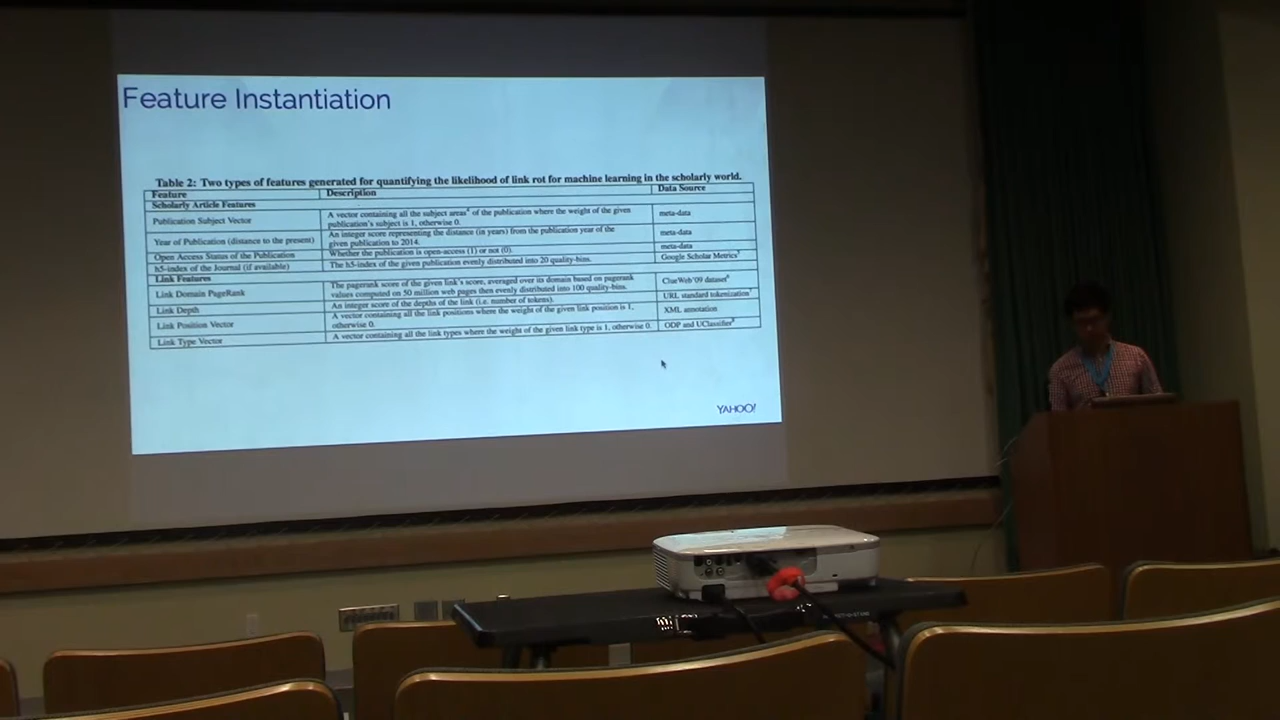 Feature Instantiation
Table 2: Two types of features generated for quantifying the likelihood of link rot for machine learning in the scholarly world.
Feature Description Data Source
Scholarly Article Features
Publication Subject Vector A vector containing all the subject areas of the publication where the weight of the given meta-data
publication's subject is 1, otherwise 0.
Year of Publication (distance to the present) An integer score representing the distance (in years) from the publication year of the meta-data
given publication to 2014.
Open Access Status of the Publication Whether the publication is open-access (1) or not (0). meta-data
h5-index of the Journal (if available) The h5-index of the given publication evenly distributed into 20 quality-bins. Google Scholar Metrics
Link Features
Link Domain PageRank The pagerank score of the given link's score, averaged over its domain based on pagerank ClueWeb'09 dataset
values computed on 50 million web pages then evenly distributed into 100 quality-bins.
Link Depth An integer score of the depths of the link (i.e. number of tokens). URL standard tokenization
Link Position Vector A vector containing all the link positions where the weight of the given link position is 1, XML annotation
otherwise 0.
Link Type Vector A vector containing all the link types where the weight of the given link type is 1, otherwise 0. ODP and UClassifier
YAHOO!